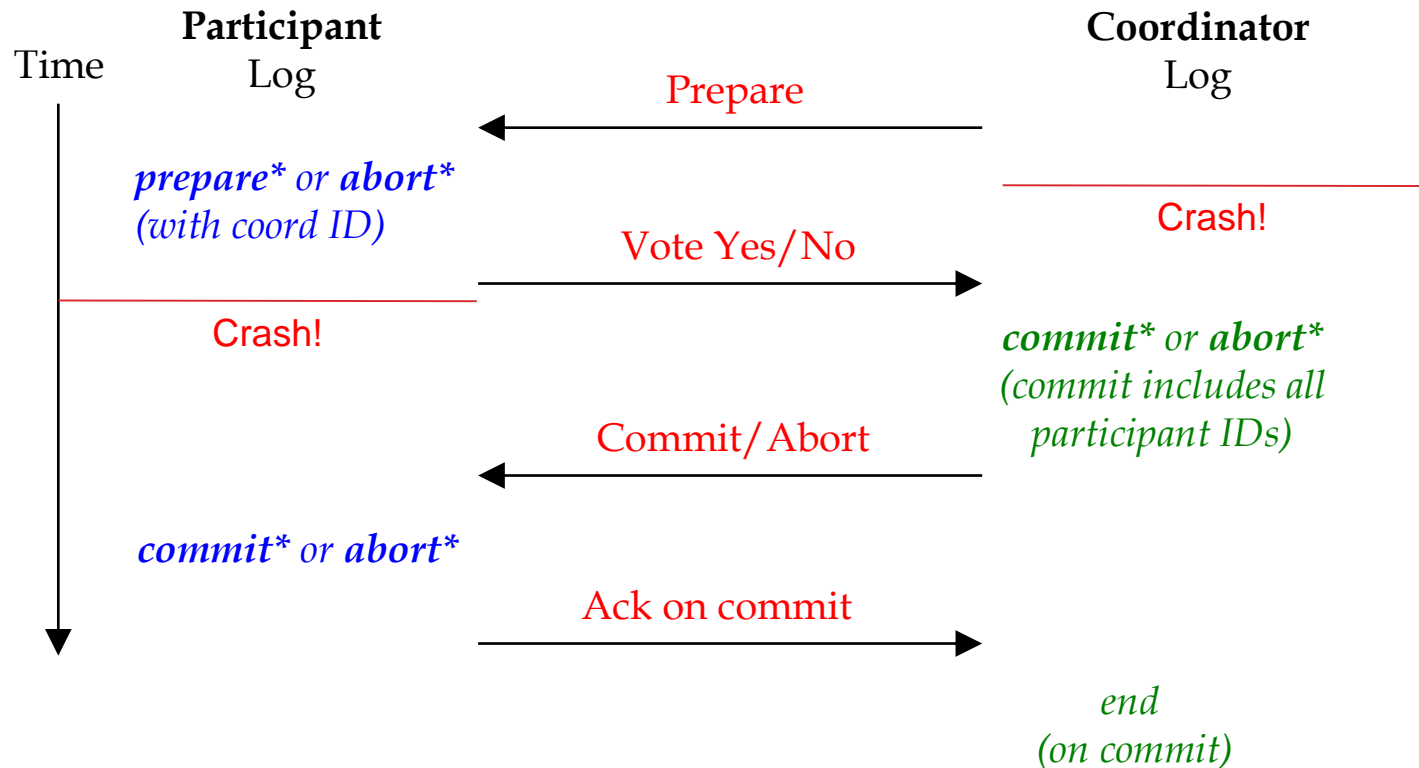 Participant
Coordinator
Time
Log
Log
Prepare
prepare* or abort*
(with coord ID)
Crash!
Vote Yes/No
Crash!
commit* or abort*
(commit includes all
participant IDs)
Commit/Abort
commit* or abort*
Ack on commit
end
(on commit)